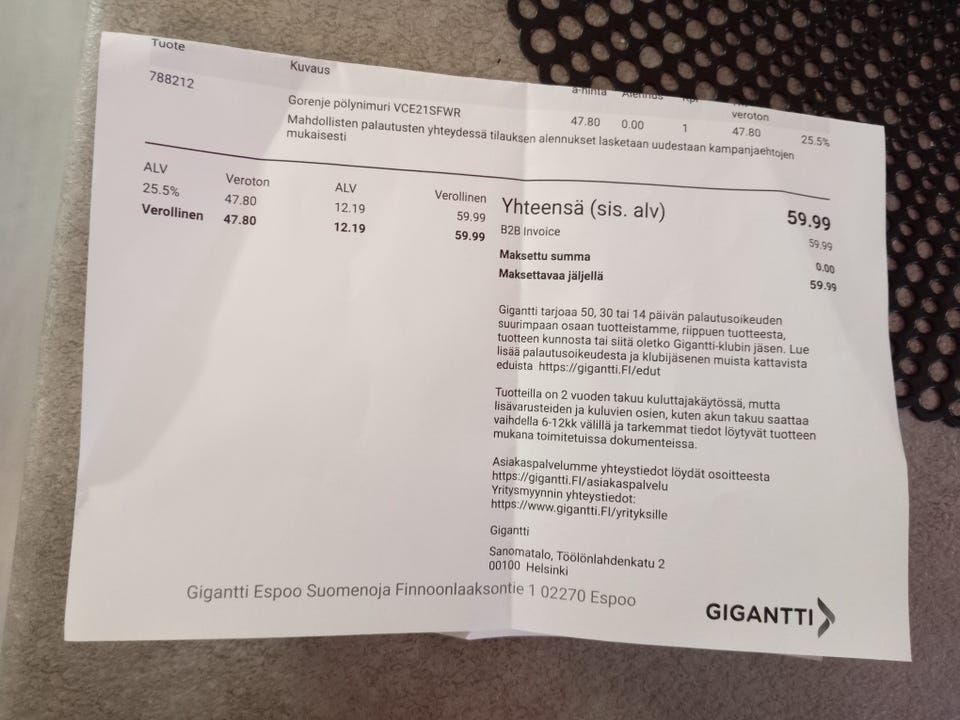 Tuote
Kuvaus
a-hinta Alennus Kpl
veroton
788212
Gorenje pölynimuri VCE21SFWR
47.80 0.00 1 47.80 25.5%
Mahdollisten palautusten yhteydessä tilauksen alennukset lasketaan uudestaan kampanjaehtojen
mukaisesti
ALV Veroton ALV Verollinen
25.5% 47.80 12.19 59.99
Verollinen 47.80 12.19 59.99
Yhteensä (sis. alv) 59.99
B2B Invoice 59.99
Maksettu summa 0.00
Maksettavaa jäljellä 59.99
Gigantti tarjoaa 50, 30 tai 14 päivän palautusoikeuden
suurimpaan osaan tuotteistamme, riippuen tuotteesta,
tuotteen kunnosta tai siitä oletko Gigantti-klubin jäsen. Lue
lisää palautusoikeudesta ja klubijäsenen muista kattavista
eduista https://gigantti.FI/edut
Tuotteilla on 2 vuoden takuu kuluttajakäytössä, mutta
lisävarusteiden ja kuluvien osien, kuten akun takuu saattaa
vaihdella 6-12kk välillä ja tarkemmat tiedot löytyvät tuotteen
mukana toimitetuissa dokumenteissa.
Asiakaspalvelumme yhteystiedot löydät osoitteesta
https://gigantti.FI/asiakaspalvelu
Yritysmyynnin yhteystiedot:
https://www.gigantti.FI/yrityksille
Gigantti
Sanomatalo, Töölönlahdenkatu 2
00100 Helsinki
Gigantti Espoo Suomenoja Finnoonlaaksontie 1 02270 Espoo
GIGANTTI